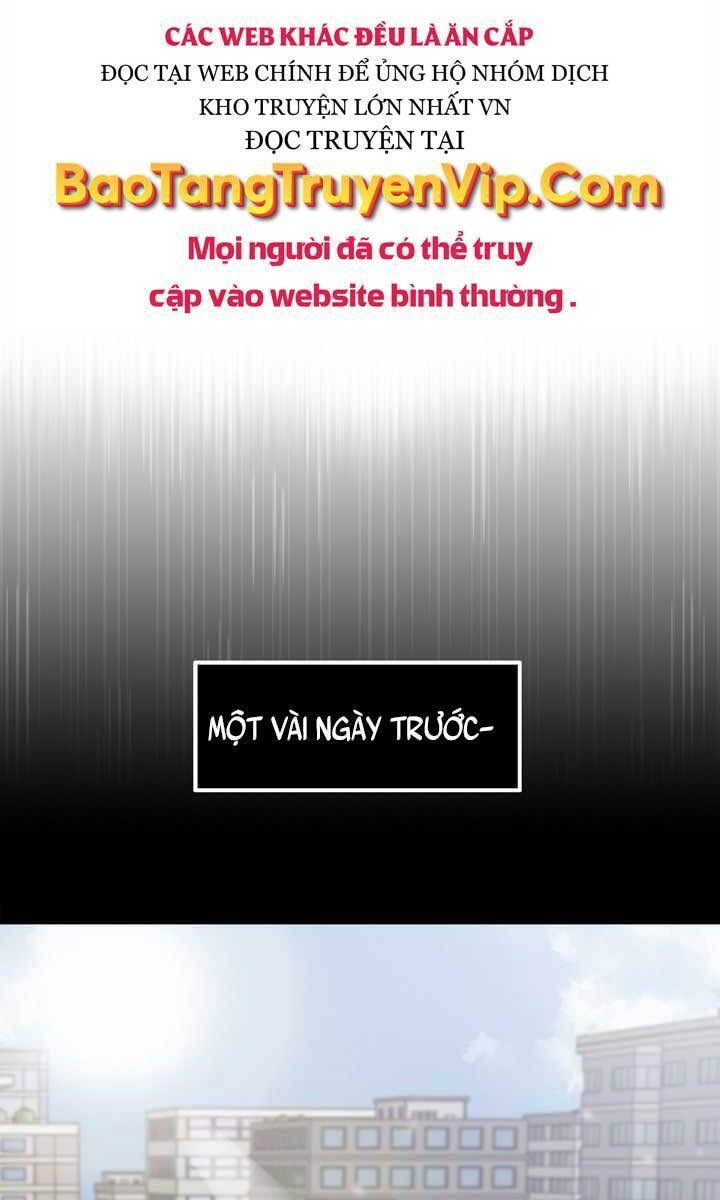 CÁC WEB KHÁC ĐỀU LÀ ĂN CẮP
ĐỌC TẠI WEB CHÍNH ĐỂ ỦNG HỘ NHÓM DỊCH
KHO TRUYỆN LỚN NHẤT VN
ĐỌC TRUYỆN TẠI
BaoTangTruyenVip.Com
Mọi người đã có thể truy
cập vào website bình thường.
MỘT VÀI NGÀY TRƯỚC-